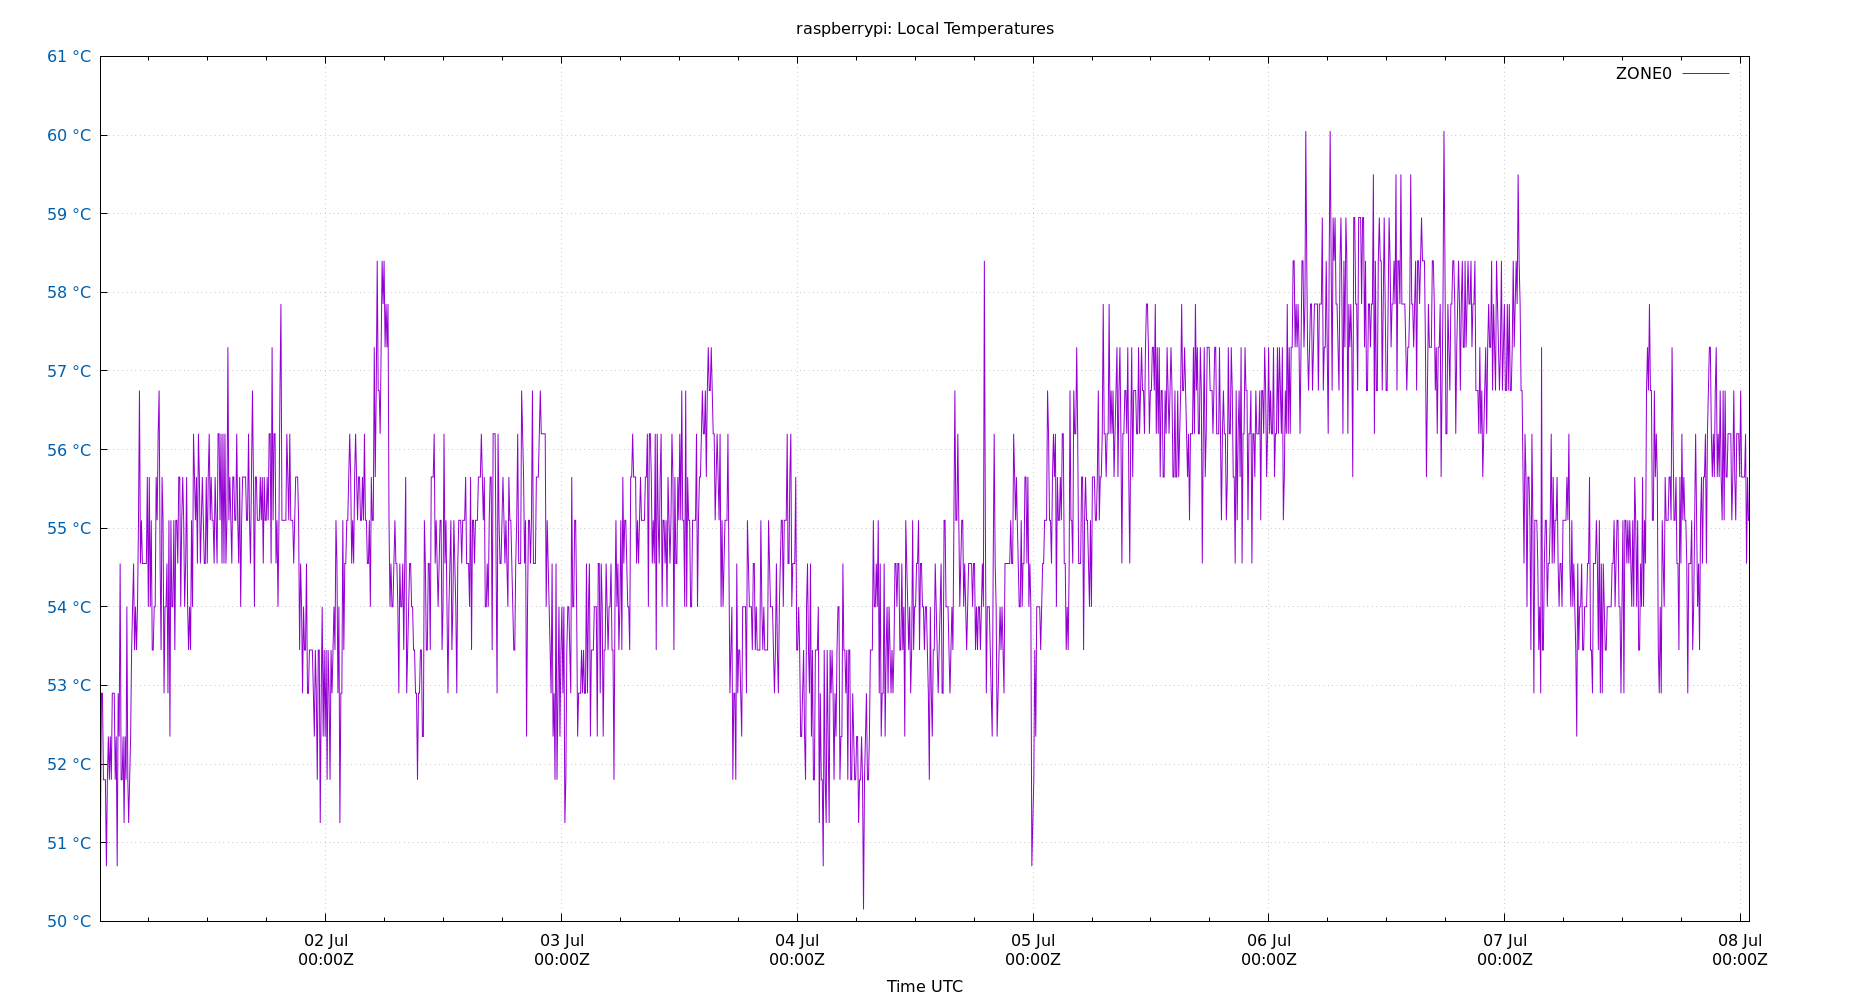 raspberrypi: Local Temperatures
61 °C
ZONE0
60 °C
59 °C
58 °C
57 °C
56 °C
55 °C
54 °C
53 °C
52 °C
51 °C
50 °C
02 Jul 03 Jul 04 Jul 05 Jul 06 Jul 07 Jul 08 Jul
00:00Z 00:00Z 00:00Z 00:00Z 00:00Z 00:00Z 00:00Z
Time UTC